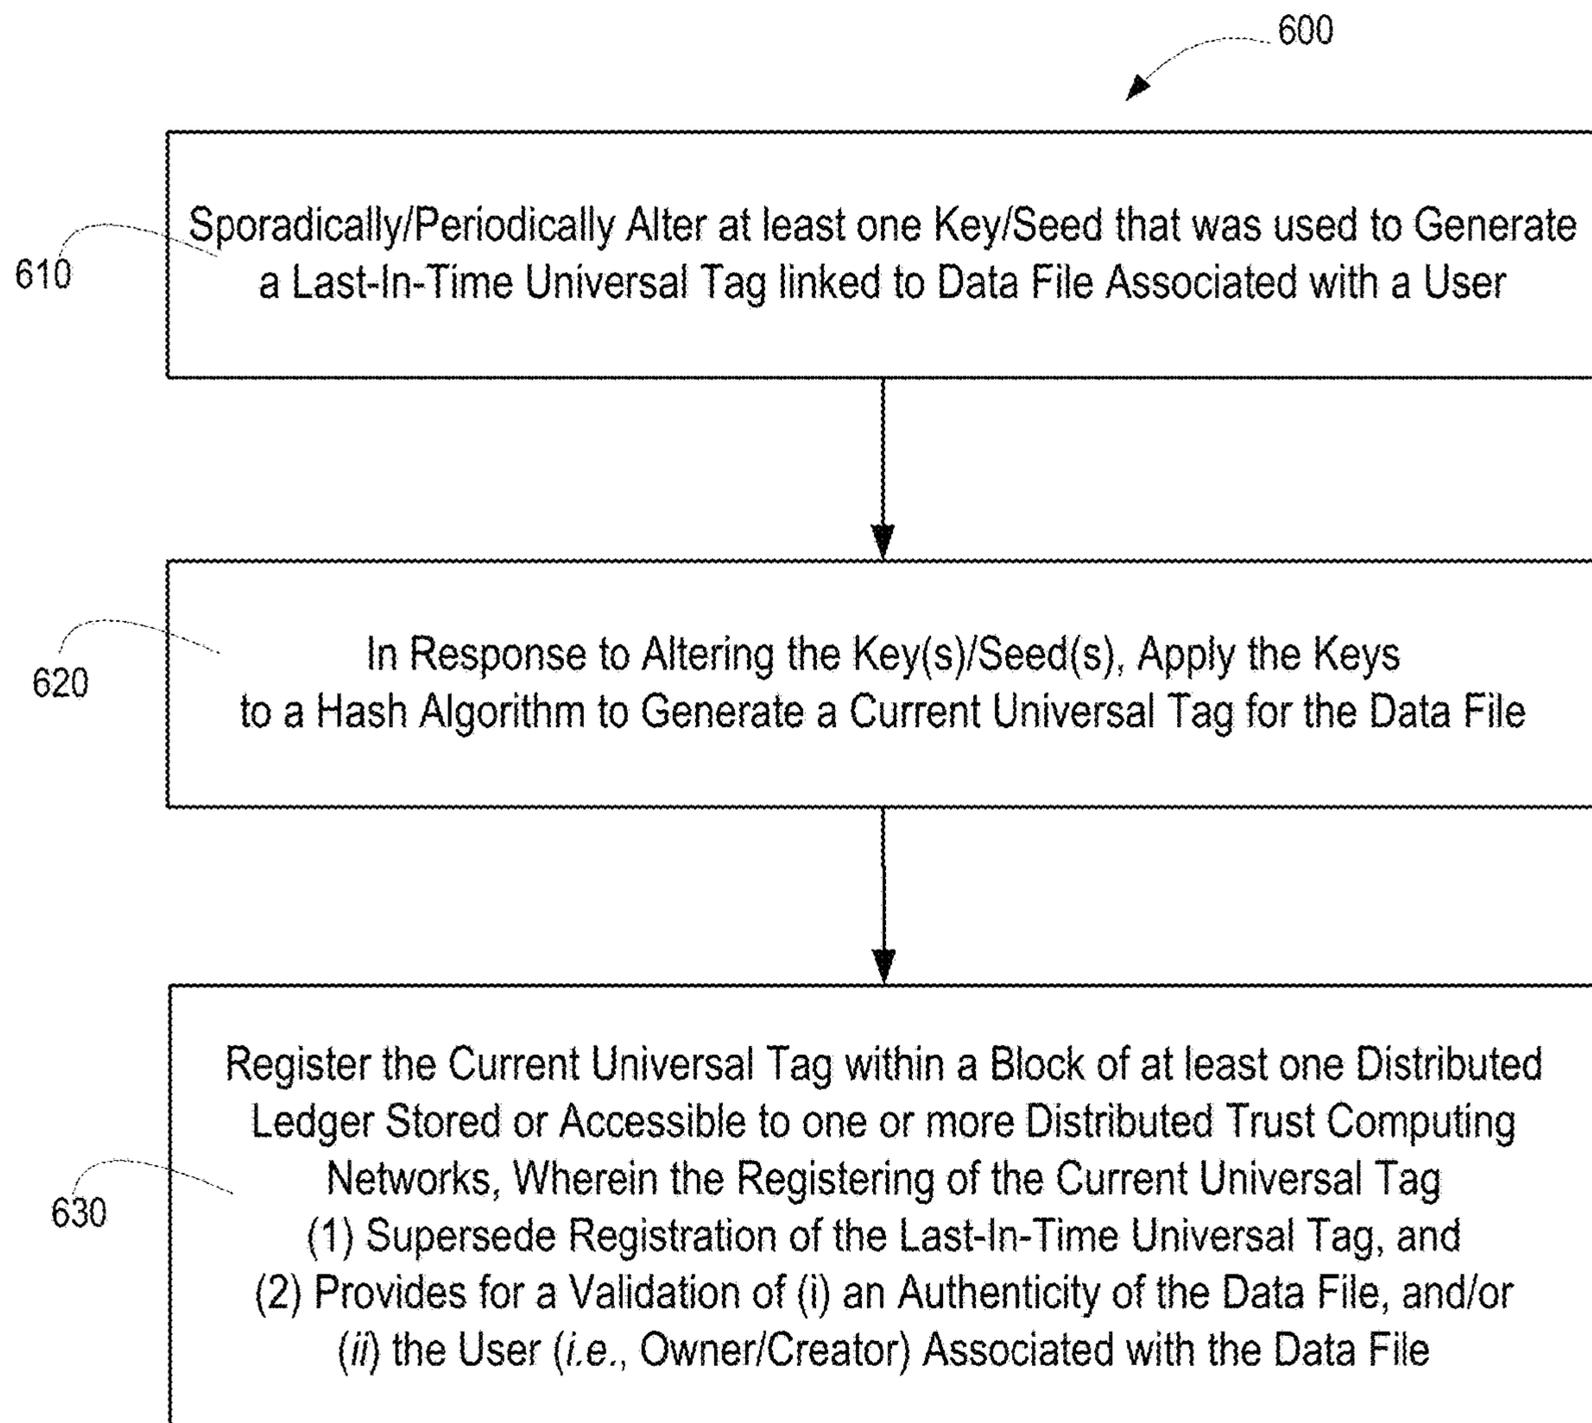 600
610
Sporadically/Periodically Alter at least one Key/Seed that was used to Generate
a Last-In-Time Universal Tag linked to Data File Associated with a User
620
In Response to Altering the Key(s)/Seed(s), Apply the Keys
to a Hash Algorithm to Generate a Current Universal Tag for the Data File
630
Register the Current Universal Tag within a Block of at least one Distributed
Ledger Stored or Accessible to one or more Distributed Trust Computing
Networks, Wherein the Registering of the Current Universal Tag
(1) Supersede Registration of the Last-In-Time Universal Tag, and
(2) Provides for a Validation of (i) an Authenticity of the Data File, and/or
(ii) the User (i.e., Owner/Creator) Associated with the Data File